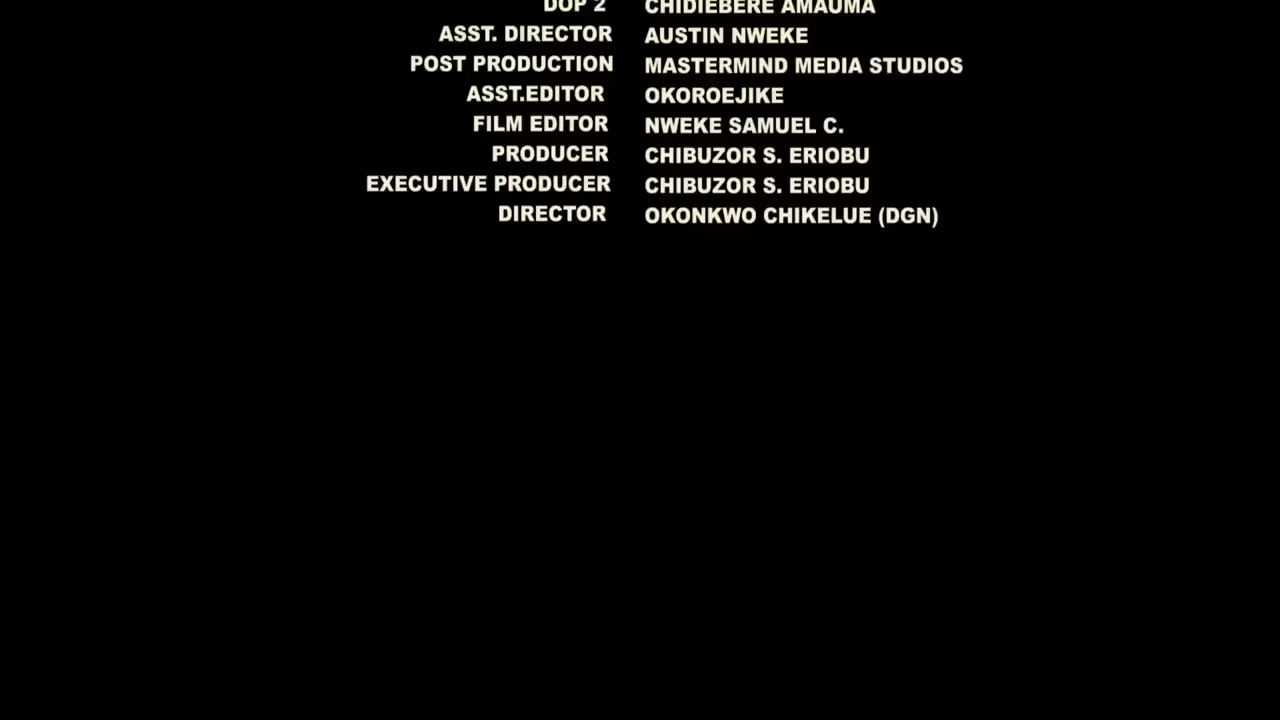 DOP 2 CHIDIEBERE AMAUMA
ASST. DIRECTOR AUSTIN NWEKE
POST PRODUCTION MASTERMIND MEDIA STUDIOS
ASST.EDITOR OKOROEJIKE
FILM EDITOR NWEKE SAMUEL C.
PRODUCER CHIBUZOR S. ERIOBU
EXECUTIVE PRODUCER CHIBUZOR S. ERIOBU
DIRECTOR OKONKWO CHIKELUE (DGN)